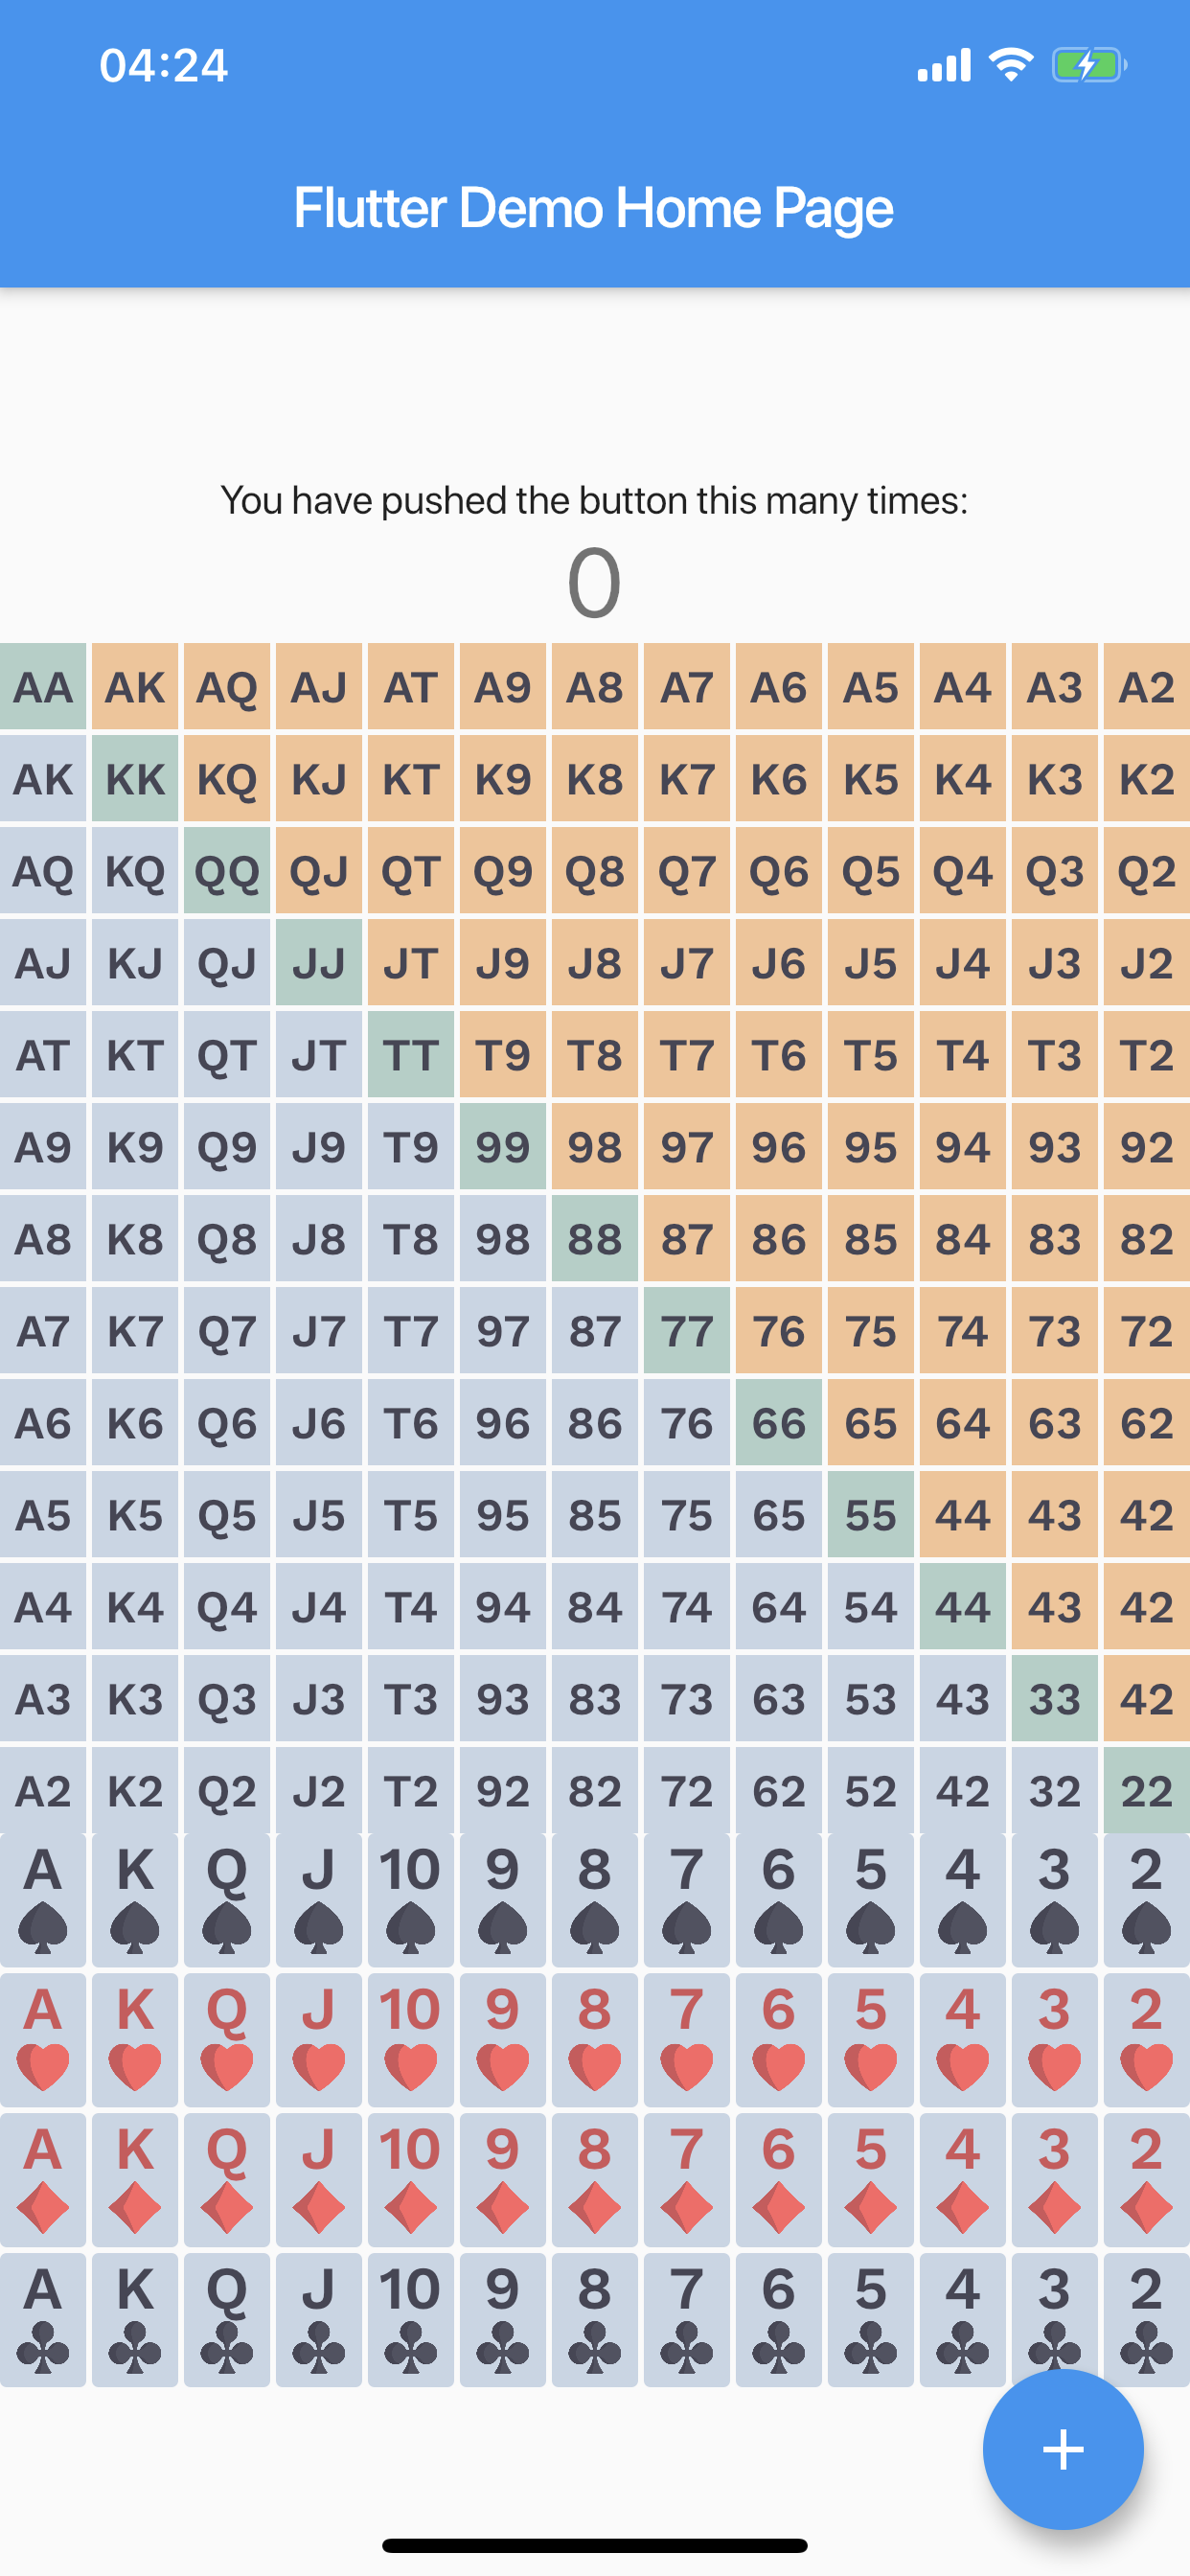 04:24
Flutter Demo Home Page
You have pushed the button this many times:
0
AA AK AQ AJ AT A9 A8 A7 A6 A5 A4 A3 A2
AK KK KQ KJ KT K9 K8 K7 K6 K5 K4 K3 K2
AQ KQ QQ QJ QT Q9 Q8 Q7 Q6 Q5 Q4 Q3 Q2
AJ KJ QJ JJ JT J9 J8 J7 J6 J5 J4 J3 J2
AT KT QT JT TT T9 T8 T7 T6 T5 T4 T3 T2
A9 K9 Q9 J9 T9 99 98 97 96 95 94 93 92
A8 K8 Q8 J8 T8 98 88 87 86 85 84 83 82
A7 K7 Q7 J7 T7 97 87 77 76 75 74 73 72
A6 K6 Q6 J6 T6 96 86 76 66 65 64 63 62
A5 K5 Q5 J5 T5 95 85 75 65 55 44 43 42
A4 K4 Q4 J4 T4 94 84 74 64 54 44 43 42
A3 K3 Q3 J3 T3 93 83 73 63 53 43 33 42
A2 K2 Q2 J2 T2 92 82 72 62 52 42 32 22
A K Q J 10 9 8 7 6 5 4 3 2
A K Q J 10 9 8 7 6 5 4 3 2
A K Q J 10 9 8 7 6 5 4 3 2
A K Q J 10 9 8 7 6 5 4 3 2
+